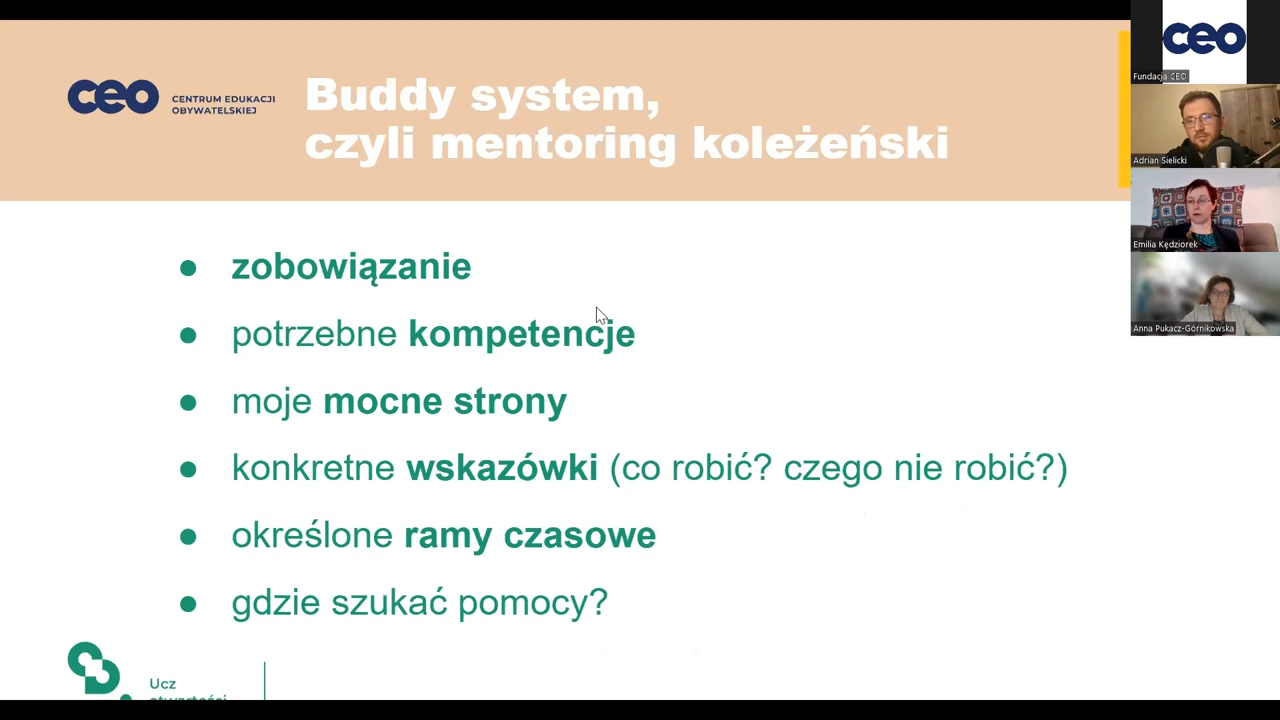 ceo
CENTRUM EDUKACJI
OBYWATELSKIEJ
Buddy system,
czyli mentoring koleżeński
● zobowiązanie
● potrzebne kompetencje
● moje mocne strony
● konkretne wskazówki (co robić? czego nie robić?)
● określone ramy czasowe
● gdzie szukać pomocy?
Ucz
otwartości
ceo
Fundacja CEO
Adrian Sielicki
Emilia Kędziorek
Anna Pukacz-Górnikowska